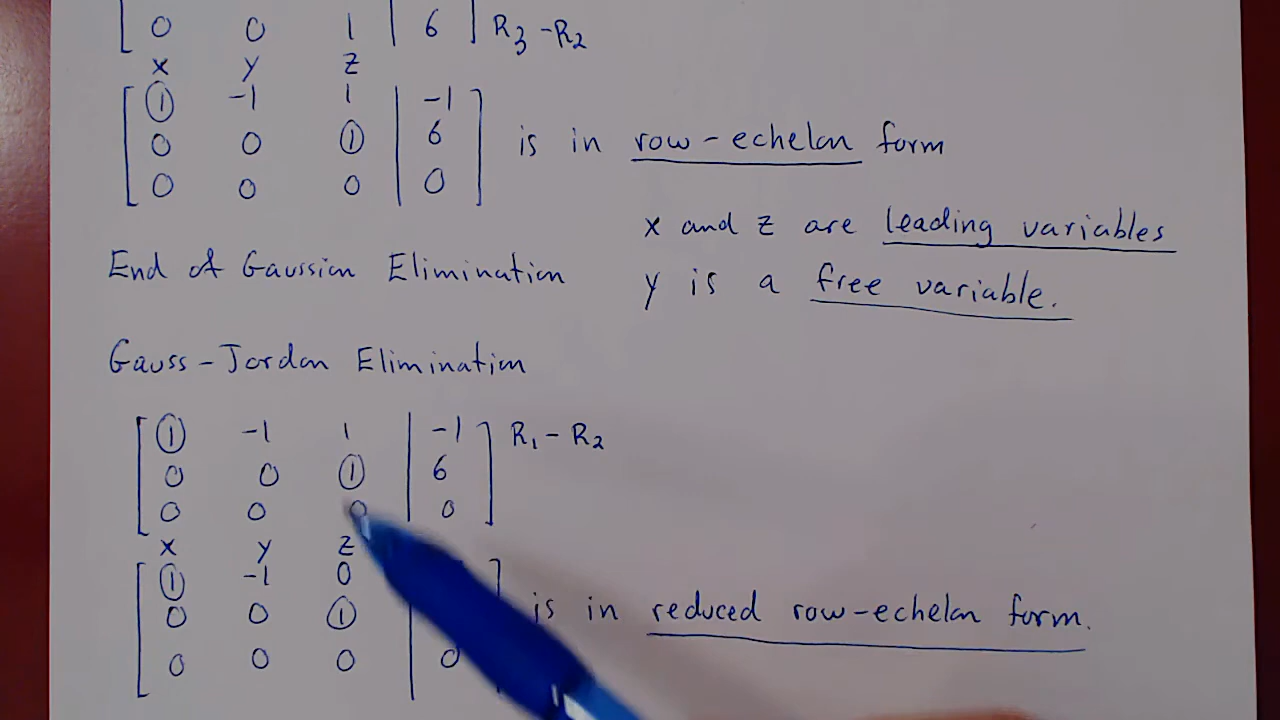 [ 0 0 1 | 6 ] R₃ - R₂
x y z
[ 1 -1 1 | -1 ]
[ 0 0 1 | 6 ] is in row-echelon form
[ 0 0 0 | 0 ]
x and z are leading variables
End of Gaussian Elimination
y is a free variable.
Gauss-Jordan Elimination
[ 1 -1 1 | -1 ] R₁ - R₂
[ 0 0 1 | 6 ]
[ 0 0 0 | 0 ]
x y z
[ 1 -1 0 | ]
[ 0 0 1 | ] is in reduced row-echelon form.
[ 0 0 0 | 0 ]